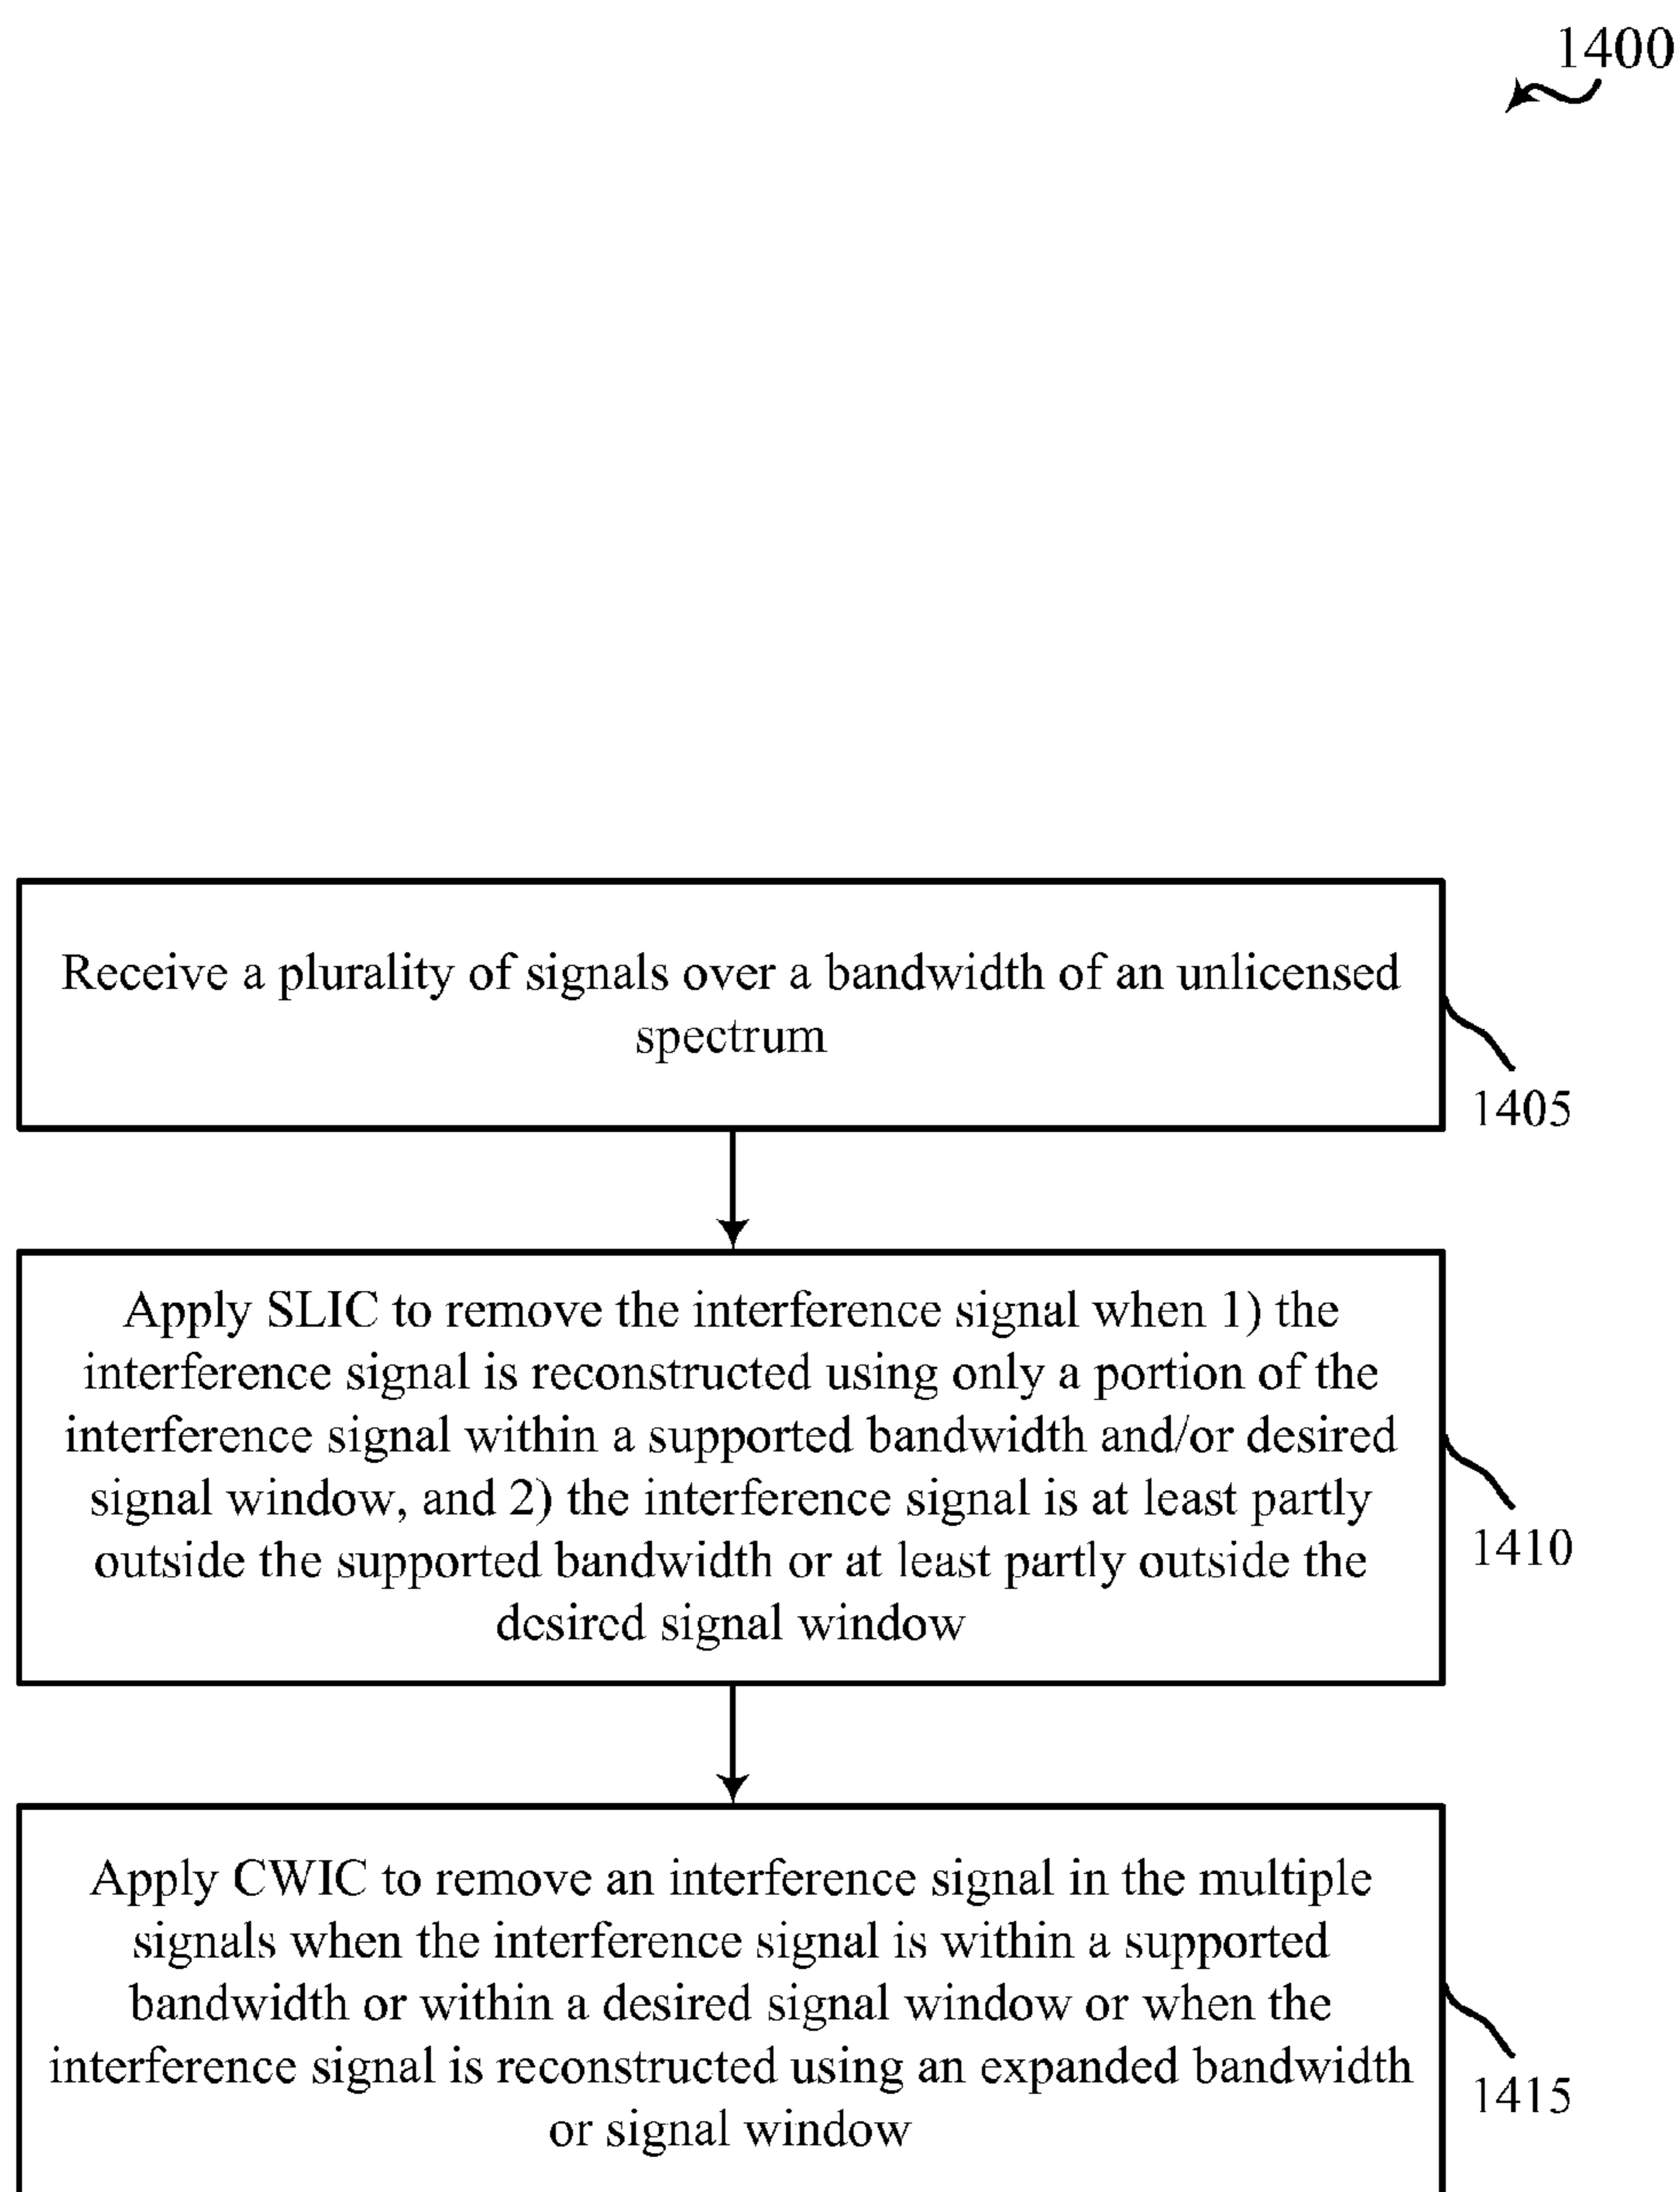 1400
Receive a plurality of signals over a bandwidth of an unlicensed
spectrum
1405
Apply SLIC to remove the interference signal when 1) the
interference signal is reconstructed using only a portion of the
interference signal within a supported bandwidth and/or desired
signal window, and 2) the interference signal is at least partly
outside the supported bandwidth or at least partly outside the
desired signal window
1410
Apply CWIC to remove an interference signal in the multiple
signals when the interference signal is within a supported
bandwidth or within a desired signal window or when the
interference signal is reconstructed using an expanded bandwidth
or signal window
1415